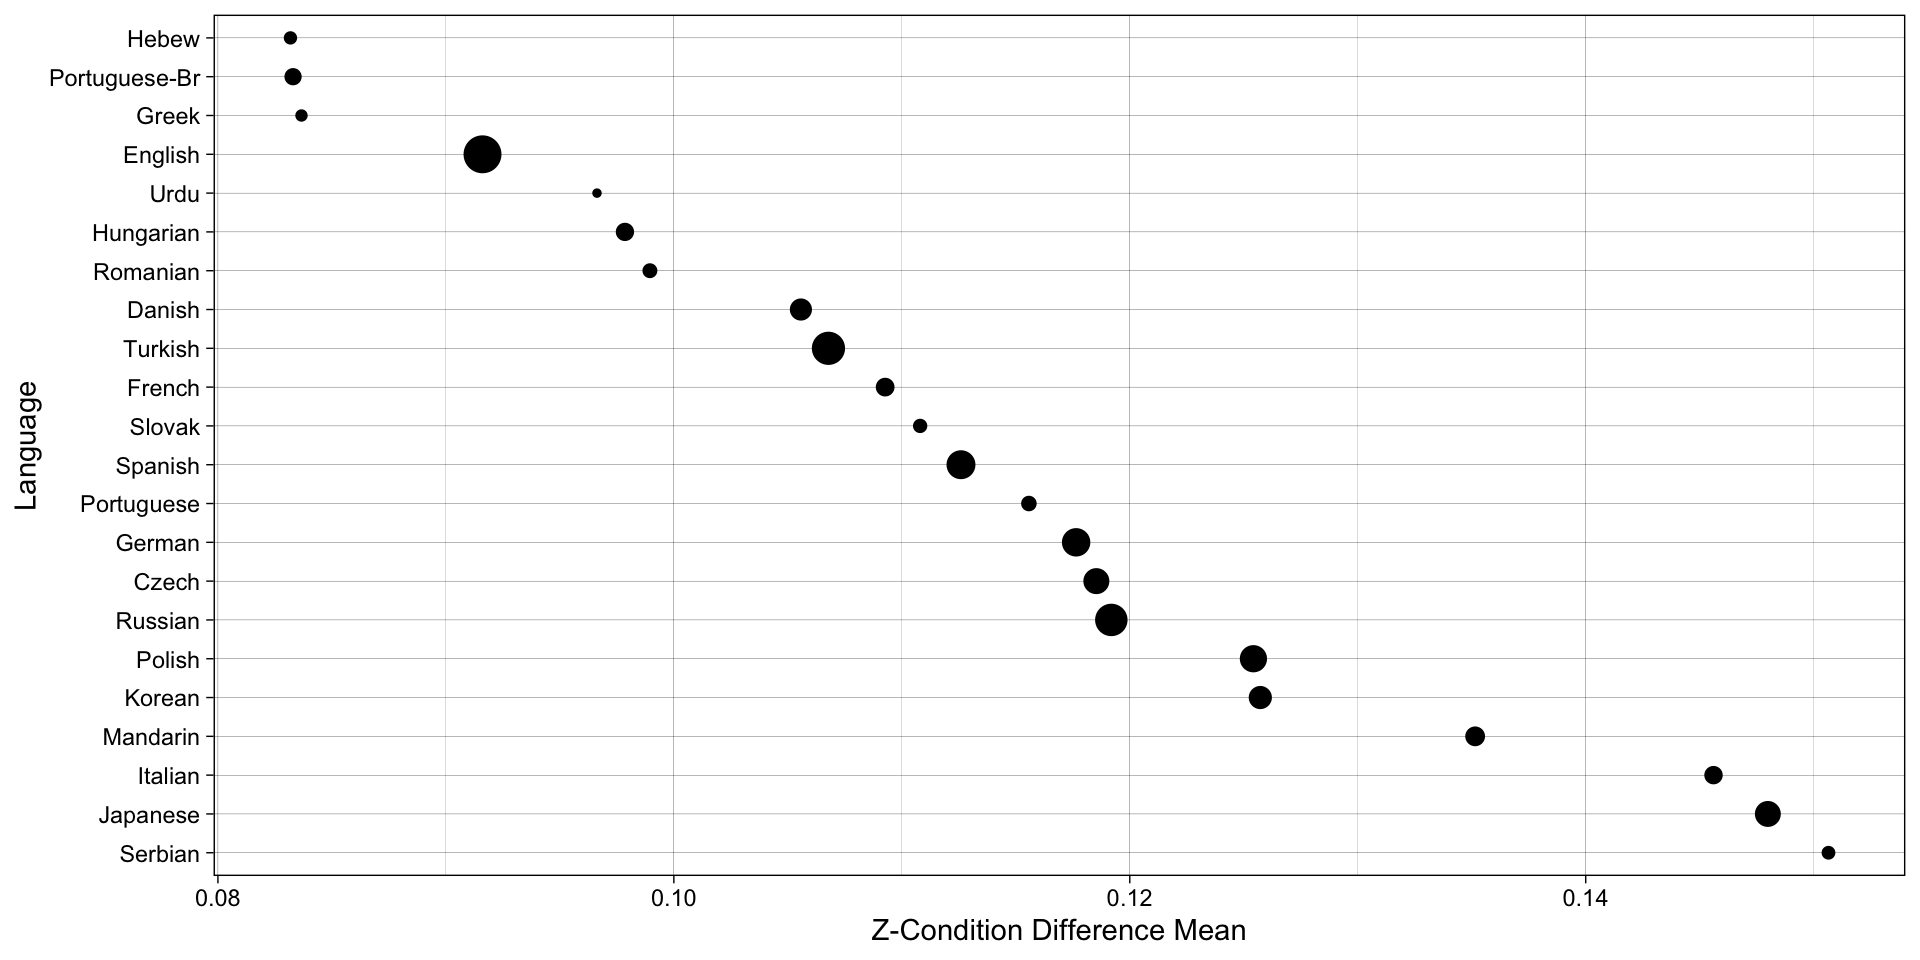 Hebew
Portuguese-Br
Greek
English
Urdu
Hungarian
Romanian
Danish
Turkish
French
Slovak
Spanish
Portuguese
German
Czech
Russian
Polish
Korean
Mandarin
Italian
Japanese
Serbian
Language
0.08 0.10 0.12 0.14
Z-Condition Difference Mean